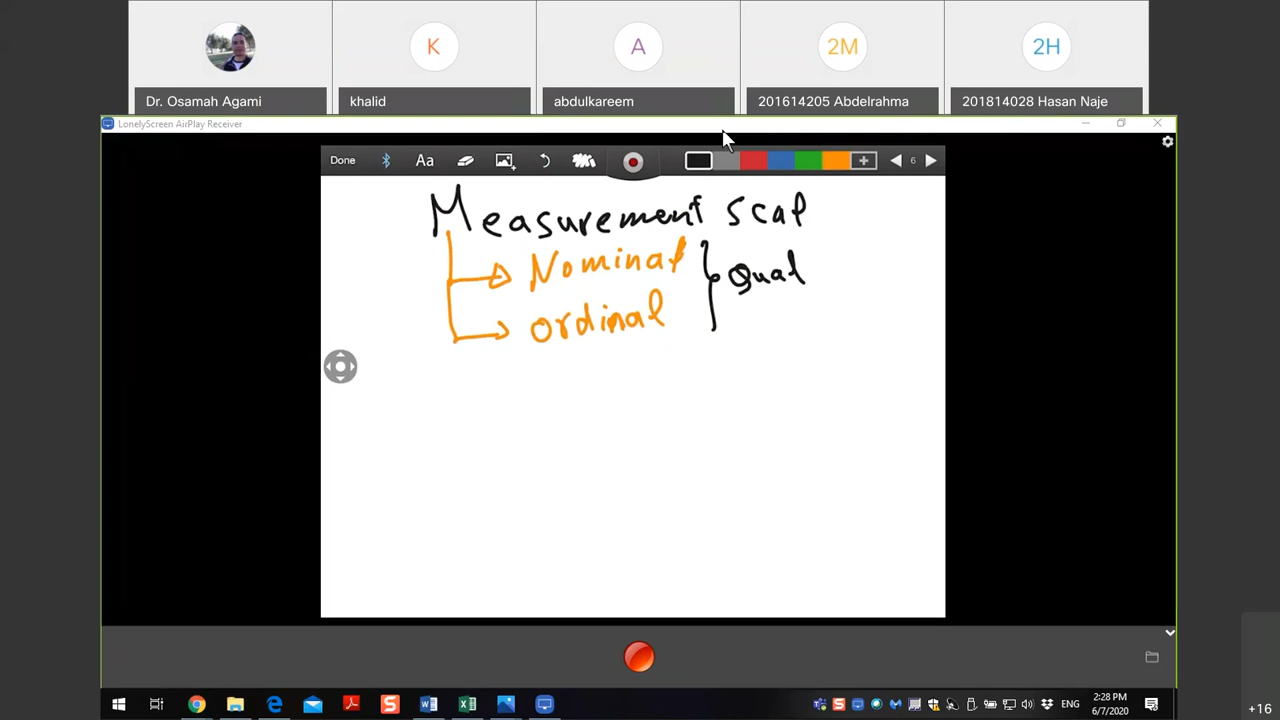 K
A
2M
2H
Dr. Osamah Agami
khalid
abdulkareem
201614205 Abdelrahma
201814028 Hasan Naje
LonelyScreen AirPlay Receiver
Done
Aa
6
Measurement scal
Nominal
Qual
ordinal
2:28 PM
ENG
6/7/2020
+16